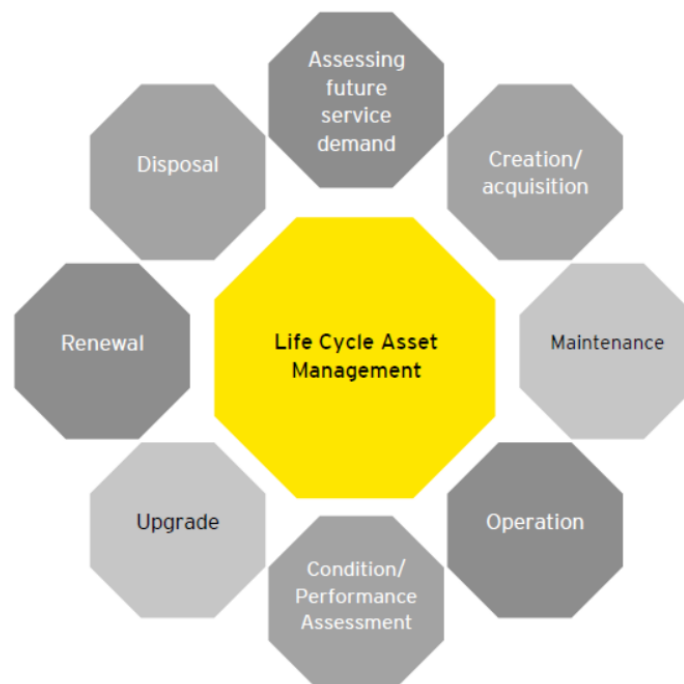 Assessing
future
service
demand
Creation/
acquisition
Maintenance
Operation
Condition/
Performance
Assessment
Upgrade
Renewal
Disposal
Life Cycle Asset
Management